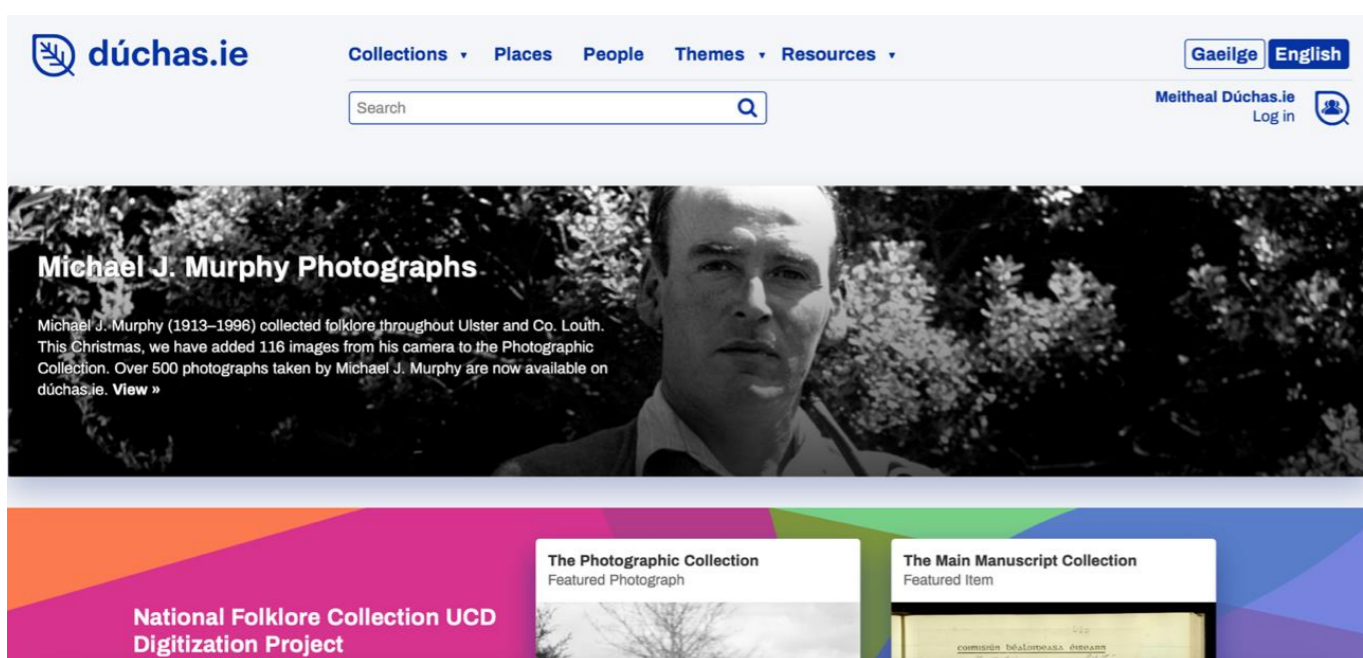 dúchas.ie
Collections ▾ Places People Themes ▾ Resources ▾
Gaeilge English
Search
Meitheal Dúchas.ie
Log in
Michael J. Murphy Photographs
Michael J. Murphy (1913–1996) collected folklore throughout Ulster and Co. Louth.
This Christmas, we have added 116 images from his camera to the Photographic
Collection. Over 500 photographs taken by Michael J. Murphy are now available on
dúchas.ie. View »
National Folklore Collection UCD
Digitization Project
The Photographic Collection
Featured Photograph
The Main Manuscript Collection
Featured Item